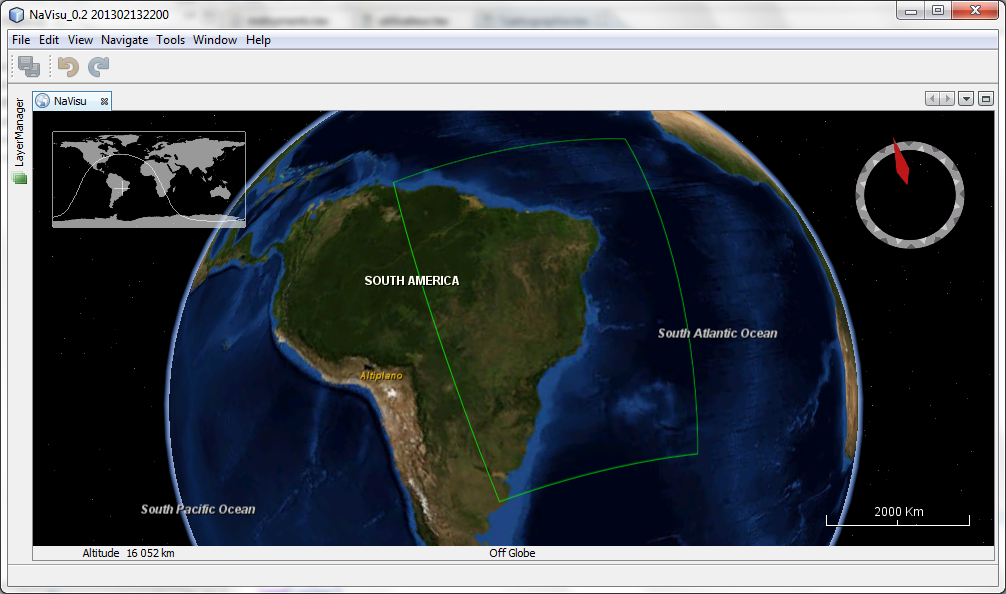 NaVisu_0.2 201302132200
File Edit View Navigate Tools Window Help
LayerManager
NaVisu
SOUTH AMERICA
South Atlantic Ocean
Altiplano
South Pacific Ocean
2000 Km
Altitude 16 052 km
Off Globe